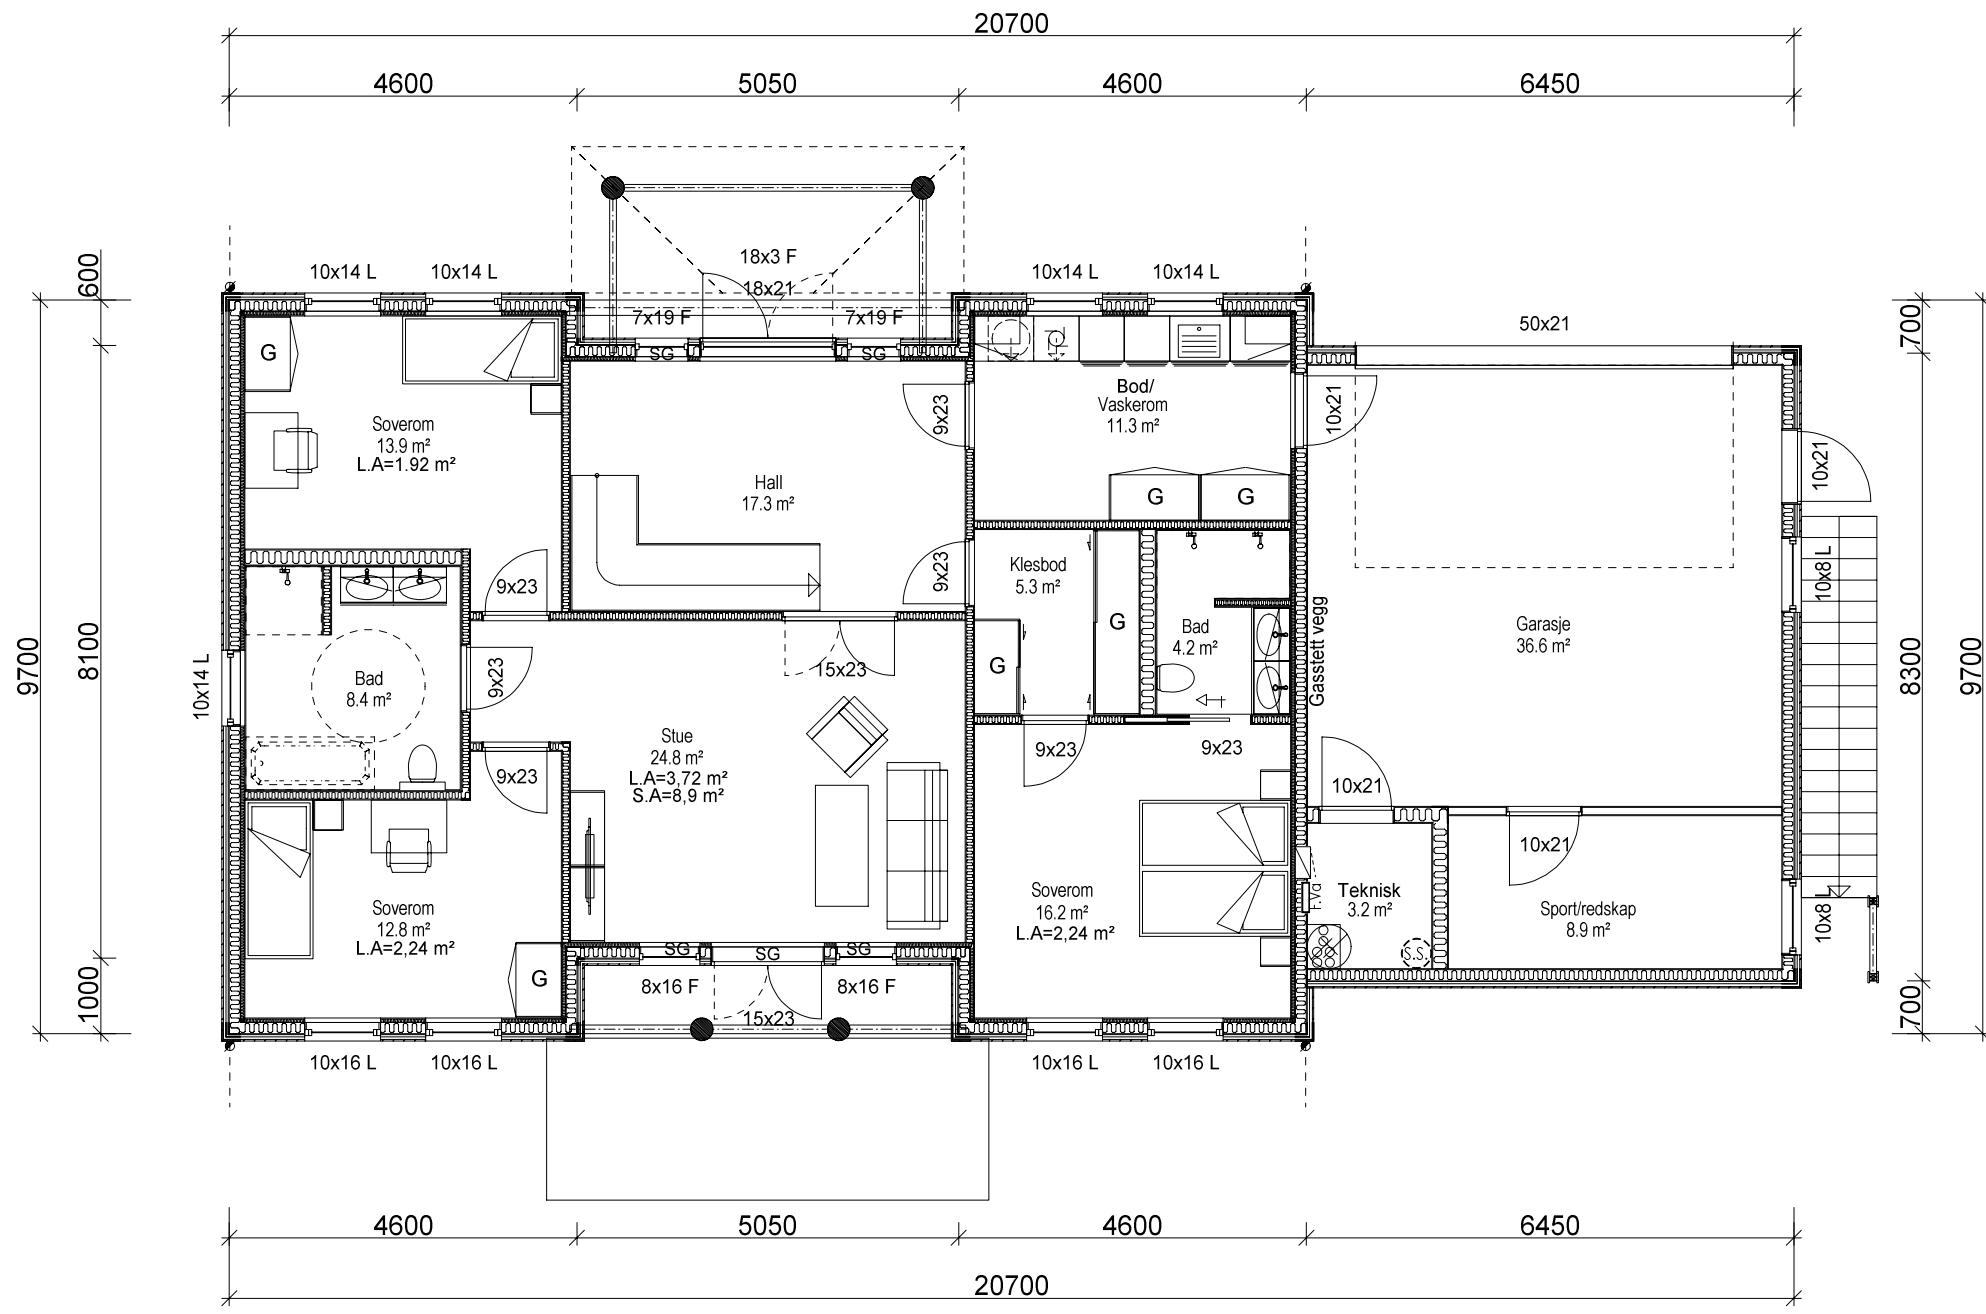 20700
4600
5050
4600
6450
600
9700
8100
1000
700
8300
9700
700
10x14 L
10x14 L
18x3 F
18x21
7x19 F
7x19 F
SG
SG
10x14 L
10x14 L
50x21
G
Soverom
13.9 m²
L.A=1.92 m²
9x23
Bod/
Vaskerom
11.3 m²
10x21
10x21
Hall
17.3 m²
G
G
9x23
9x23
Klesbod
5.3 m²
G
G
Bad
4.2 m²
Gasstett vegg
Garasje
36.6 m²
10x8 L
10x14 L
Bad
8.4 m²
9x23
15x23
Stue
24.8 m²
L.A=3,72 m²
S.A=8,9 m²
9x23
9x23
9x23
10x21
10x21
Soverom
12.8 m²
L.A=2,24 m²
G
Soverom
16.2 m²
L.A=2,24 m²
F.Va
Teknisk
3.2 m²
S.S.
Sport/redskap
8.9 m²
10x8 L
SG
SG
SG
8x16 F
8x16 F
15x23
10x16 L
10x16 L
10x16 L
10x16 L
4600
5050
4600
6450
20700